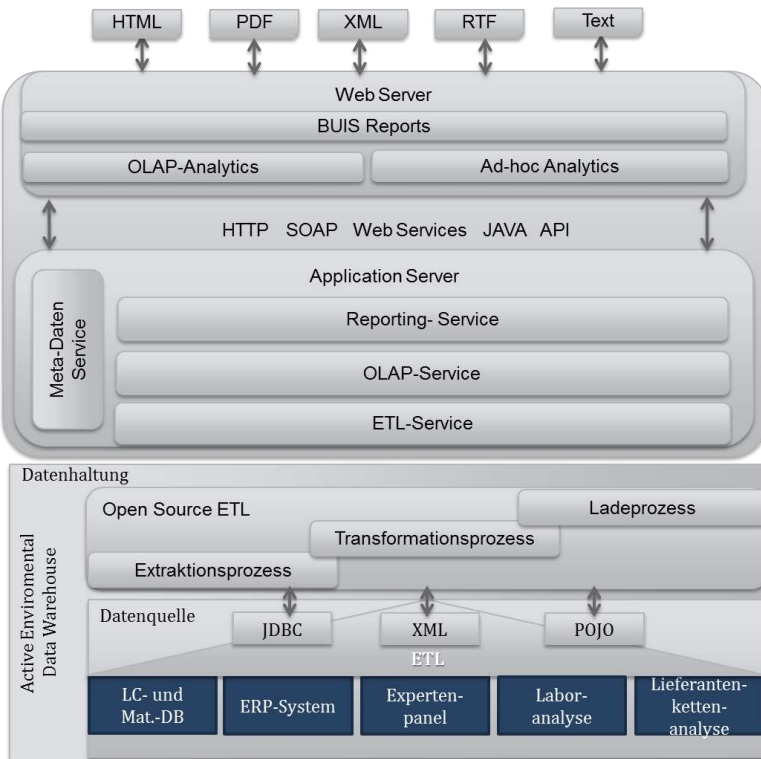 HTML PDF XML RTF Text
Web Server
BUIS Reports
OLAP-Analytics Ad-hoc Analytics
HTTP SOAP Web Services JAVA API
Application Server
Meta-Daten
Service
Reporting- Service
OLAP-Service
ETL-Service
Datenhaltung
Active Enviromental
Data Warehouse
Open Source ETL
Ladeprozess
Transformationsprozess
Extraktionsprozess
Datenquelle
JDBC XML POJO
ETL
LC- und
Mat.-DB
ERP-System
Experten-
panel
Labor-
analyse
Lieferanten-
ketten-
analyse